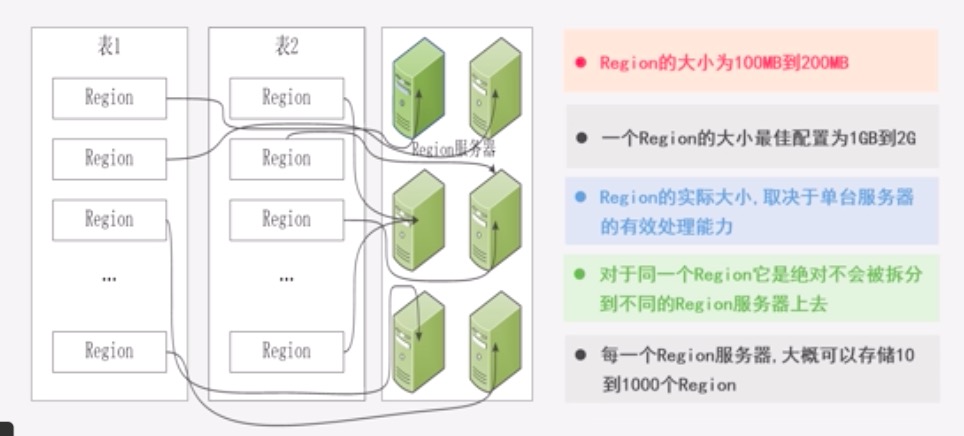 表1
Region
Region
Region
...
Region
表2
Region
Region
Region
...
Region
Region服务器
Region的大小为100MB到200MB
一个Region的大小最佳配置为1GB到2G
Region的实际大小,取决于单台服务器
的有效处理能力
对于同一个Region它是绝对不会被拆分
到不同的Region服务器上去
每一个Region服务器,大概可以存储10
到1000个Region